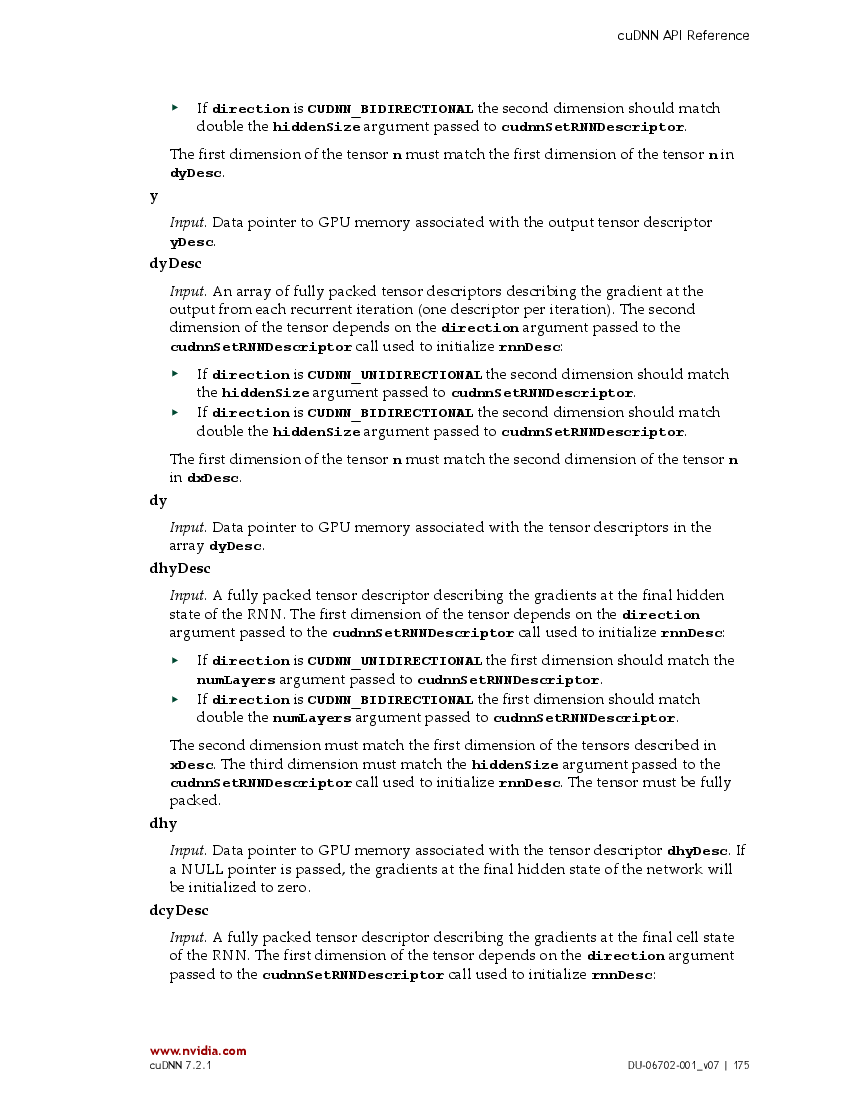 cuDNN API Reference
‣ If direction is CUDNN_BIDIRECTIONAL the second dimension should match
double the hiddenSize argument passed to cudnnSetRNNDescriptor.
The first dimension of the tensor n must match the first dimension of the tensor n in
dyDesc.
y
Input. Data pointer to GPU memory associated with the output tensor descriptor
yDesc.
dyDesc
Input. An array of fully packed tensor descriptors describing the gradient at the
output from each recurrent iteration (one descriptor per iteration). The second
dimension of the tensor depends on the direction argument passed to the
cudnnSetRNNDescriptor call used to initialize rnnDesc:
‣ If direction is CUDNN_UNIDIRECTIONAL the second dimension should match
the hiddenSize argument passed to cudnnSetRNNDescriptor.
‣ If direction is CUDNN_BIDIRECTIONAL the second dimension should match
double the hiddenSize argument passed to cudnnSetRNNDescriptor.
The first dimension of the tensor n must match the second dimension of the tensor n
in dxDesc.
dy
Input. Data pointer to GPU memory associated with the tensor descriptors in the
array dyDesc.
dhyDesc
Input. A fully packed tensor descriptor describing the gradients at the final hidden
state of the RNN. The first dimension of the tensor depends on the direction
argument passed to the cudnnSetRNNDescriptor call used to initialize rnnDesc:
‣ If direction is CUDNN_UNIDIRECTIONAL the first dimension should match the
numLayers argument passed to cudnnSetRNNDescriptor.
‣ If direction is CUDNN_BIDIRECTIONAL the first dimension should match
double the numLayers argument passed to cudnnSetRNNDescriptor.
The second dimension must match the first dimension of the tensors described in
xDesc. The third dimension must match the hiddenSize argument passed to the
cudnnSetRNNDescriptor call used to initialize rnnDesc. The tensor must be fully
packed.
dhy
Input. Data pointer to GPU memory associated with the tensor descriptor dhyDesc. If
a NULL pointer is passed, the gradients at the final hidden state of the network will
be initialized to zero.
dcyDesc
Input. A fully packed tensor descriptor describing the gradients at the final cell state
of the RNN. The first dimension of the tensor depends on the direction argument
passed to the cudnnSetRNNDescriptor call used to initialize rnnDesc:
www.nvidia.com
cuDNN 7.2.1 DU-06702-001_v07 | 175